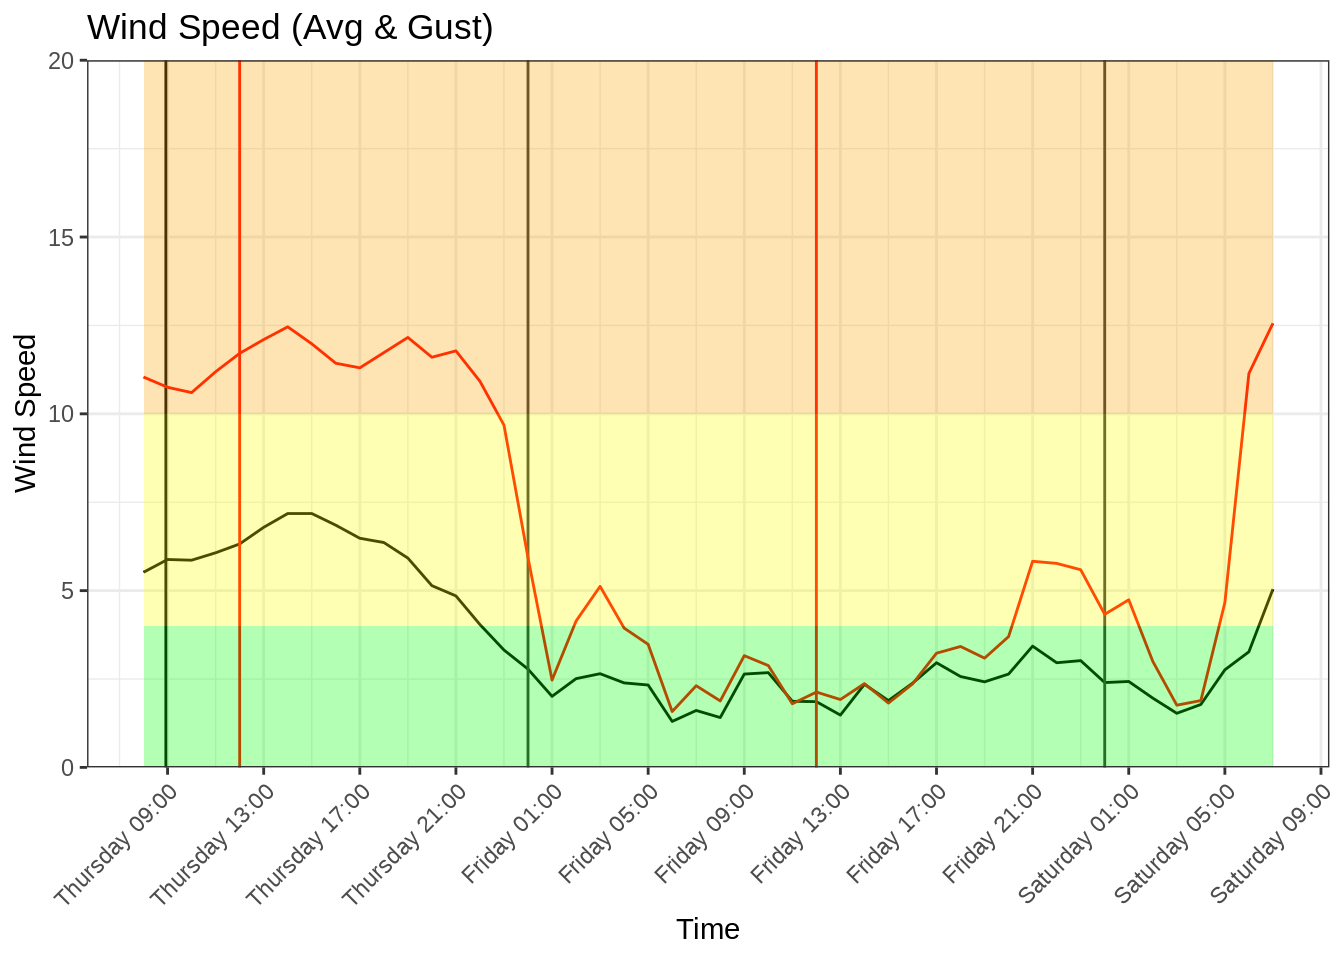 Wind Speed (Avg & Gust)
20
15
10
5
0
Wind Speed
Thursday 09:00
Thursday 13:00
Thursday 17:00
Thursday 21:00
Friday 01:00
Friday 05:00
Friday 09:00
Friday 13:00
Friday 17:00
Friday 21:00
Saturday 01:00
Saturday 05:00
Saturday 09:00
Time